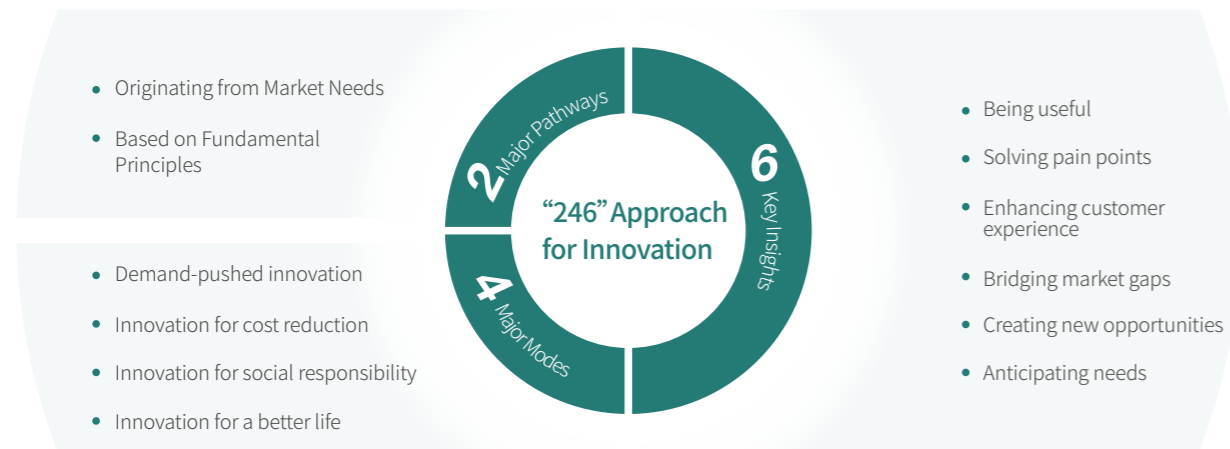 Originating from Market Needs
Based on Fundamental
Principles
2 Major Pathways
“246” Approach
for Innovation
6 Key Insights
Being useful
Solving pain points
Enhancing customer
experience
Bridging market gaps
Creating new opportunities
Anticipating needs
4 Major Modes
Demand-pushed innovation
Innovation for cost reduction
Innovation for social responsibility
Innovation for a better life